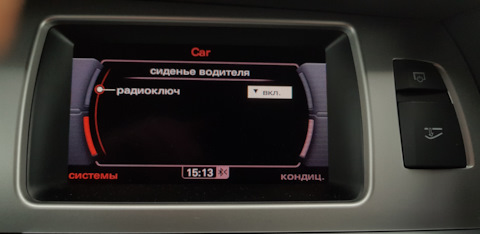 Car
сиденье водителя
радиоключ
вкл.
системы
15:13
кондиц.